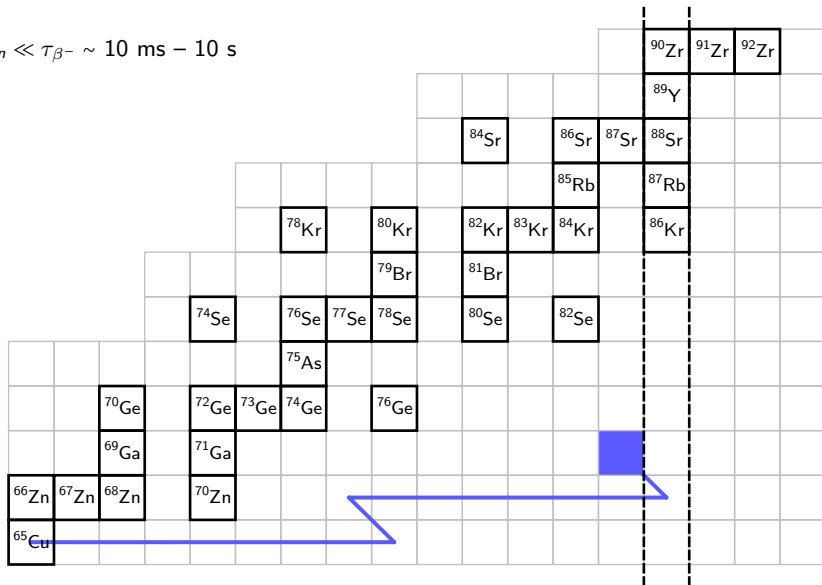 n ≪ τβ⁻ ~ 10 ms – 10 s
⁹⁰Zr ⁹¹Zr ⁹²Zr
⁸⁹Y
⁸⁴Sr ⁸⁶Sr ⁸⁷Sr ⁸⁸Sr
⁸⁵Rb ⁸⁷Rb
⁷⁸Kr ⁸⁰Kr ⁸²Kr ⁸³Kr ⁸⁴Kr ⁸⁶Kr
⁷⁹Br ⁸¹Br
⁷⁴Se ⁷⁶Se ⁷⁷Se ⁷⁸Se ⁸⁰Se ⁸²Se
⁷⁵As
⁷⁰Ge ⁷²Ge ⁷³Ge ⁷⁴Ge ⁷⁶Ge
⁶⁹Ga ⁷¹Ga
⁶⁶Zn ⁶⁷Zn ⁶⁸Zn ⁷⁰Zn
⁶⁵Cu